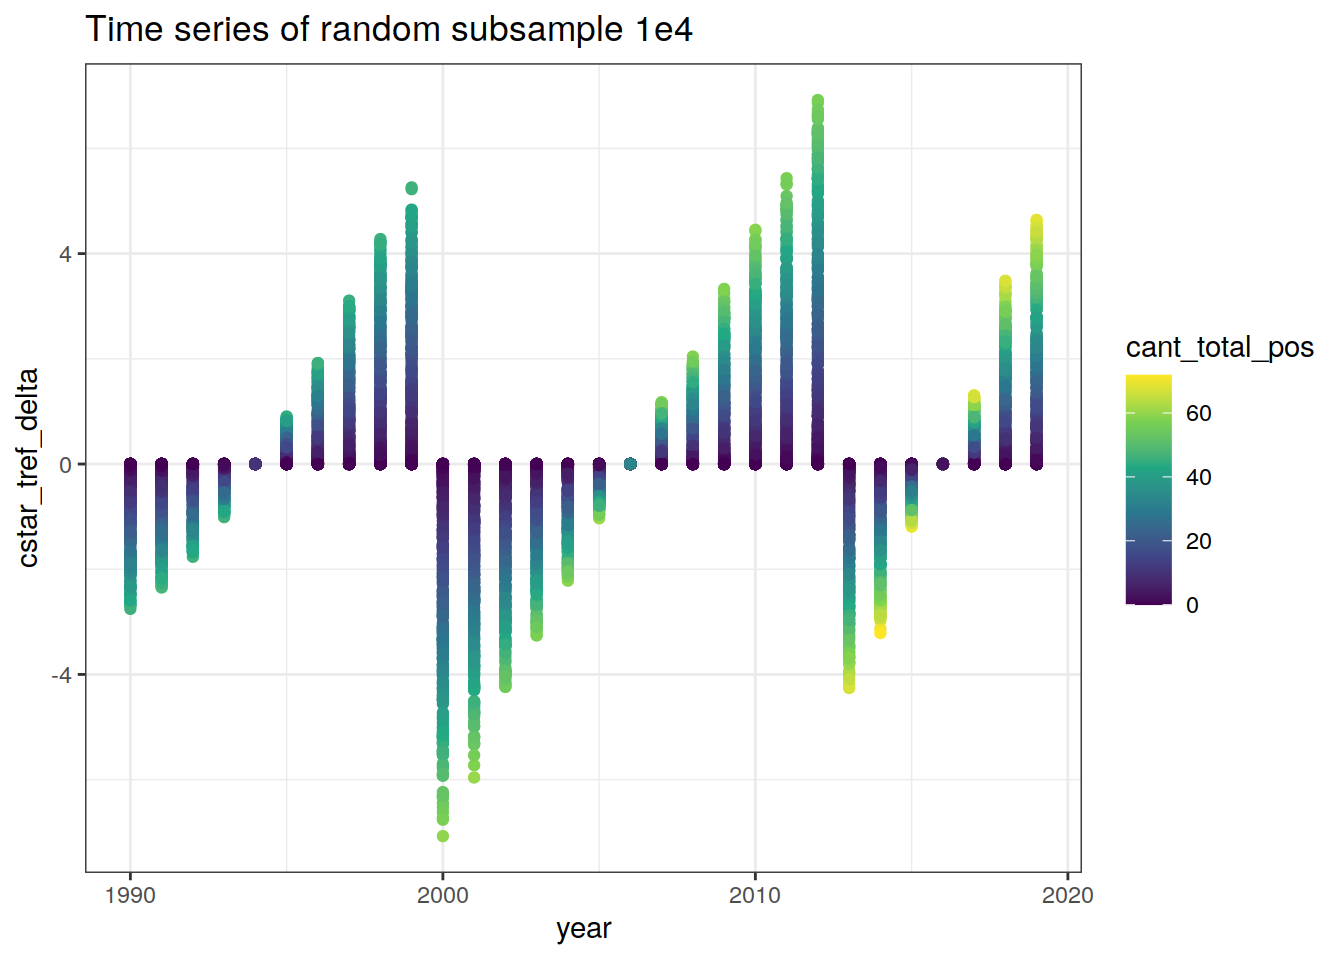 Time series of random subsample 1e4
cstar_tref_delta
4
0
-4
1990
2000
2010
2020
year
cant_total_pos
60
40
20
0